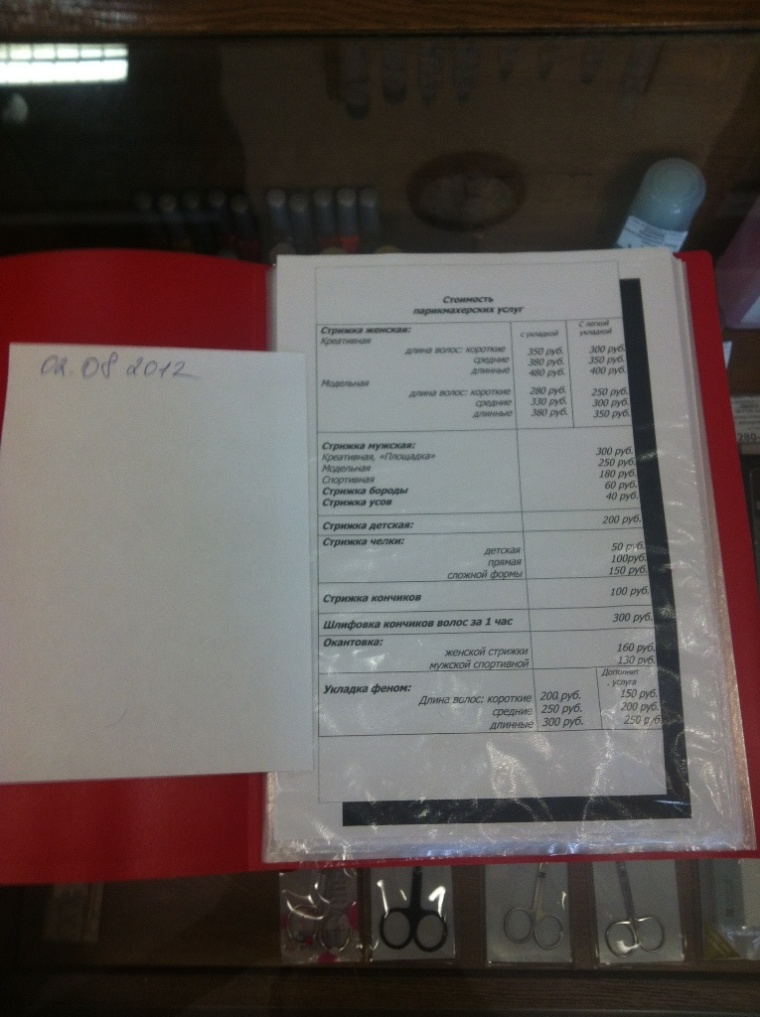 02.08 2012
Стоимость
парикмахерских услуг
Стрижка женская: с укладкой С легкой укладкой
Креативная
длина волос: короткие 350 руб. 300 руб.
средние 380 руб. 350 руб.
длинные 480 руб. 400 руб.
Модельная
длина волос: короткие 280 руб. 250 руб.
средние 330 руб. 300 руб.
длинные 380 руб. 350 руб.
Стрижка мужская:
Креативная, «Площадка» 300 руб.
Модельная 250 руб.
Спортивная 180 руб.
Стрижка бороды 60 руб.
Стрижка усов 40 руб.
Стрижка детская: 200 руб.
Стрижка челки:
детская 50 руб.
прямая 100руб.
сложной формы 150 руб.
Стрижка кончиков 100 руб.
Шлифовка кончиков волос за 1 час 300 руб.
Окантовка:
женской стрижки 160 руб.
мужской спортивной 130 руб.
Укладка феном: Дополнит. услуга
Длина волос: короткие 200 руб. 150 руб.
средние 250 руб. 200 руб.
длинные 300 руб. 250 руб.